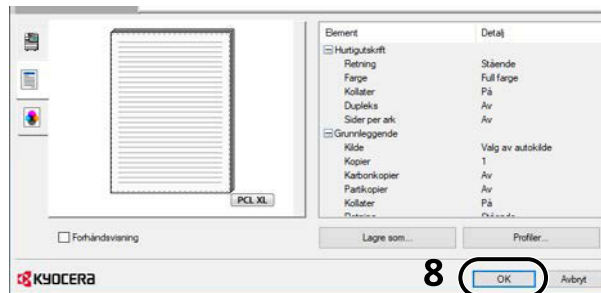 Element Detalj
Hurtigutskrift
Retning Stående
Farge Full farge
Kollater På
Dupleks Av
Sider per ark Av
Grunnleggende
Kilde Valg av autokilde
Kopier 1
Karbonkopier Av
Partikopier Av
Kollater På
PCL XL
Forhåndsvisning
Lagre som... Profiler...
KYOCERA
8 OK Avbryt